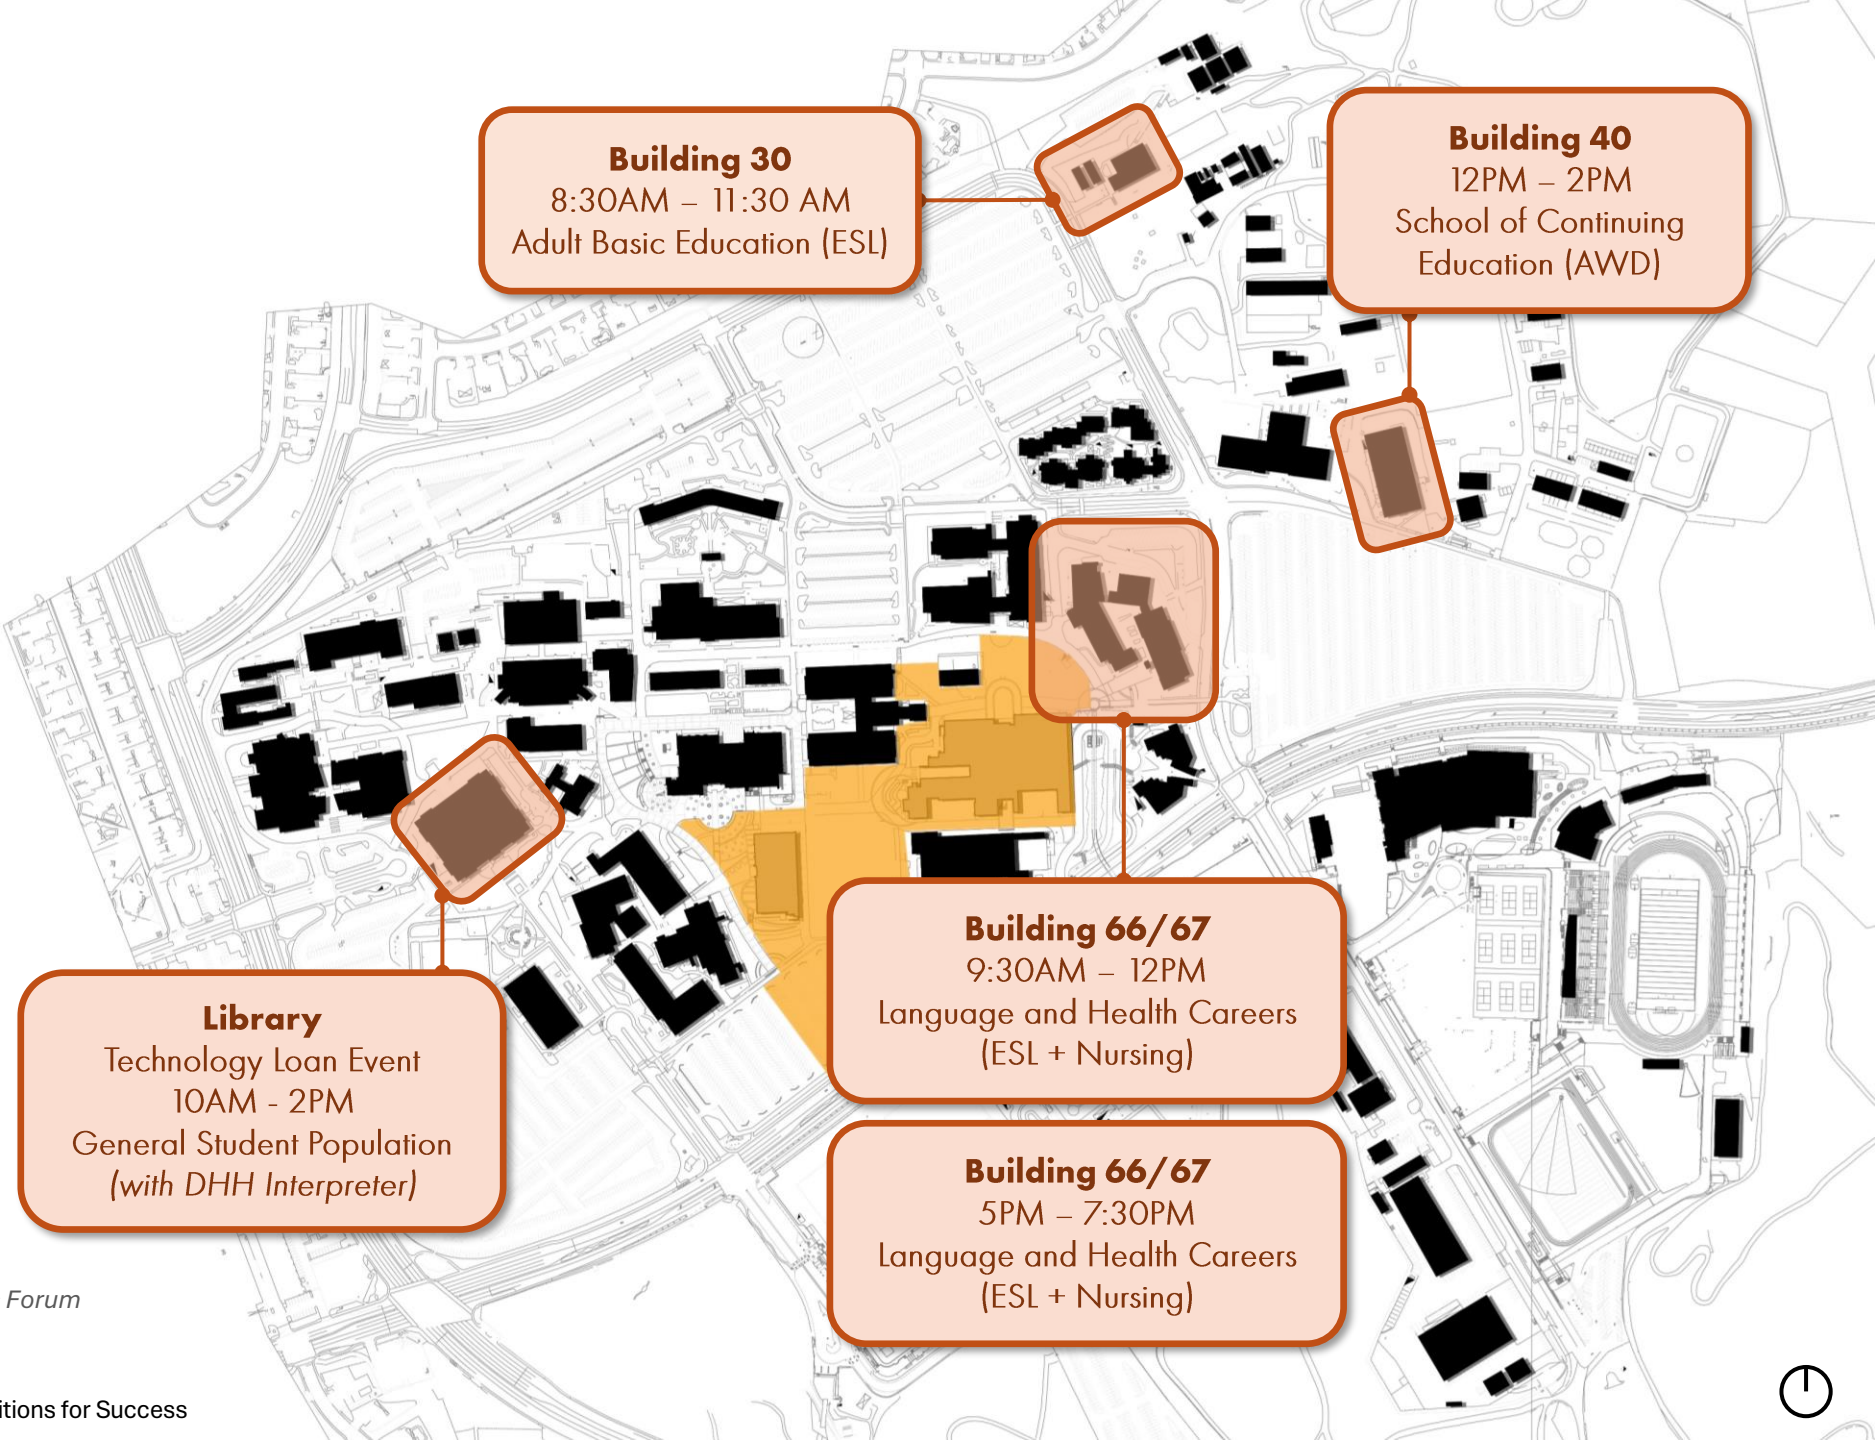 Building 30
8:30AM – 11:30 AM
Adult Basic Education (ESL)
Building 40
12PM – 2PM
School of Continuing
Education (AWD)
Building 66/67
9:30AM – 12PM
Language and Health Careers
(ESL + Nursing)
Library
Technology Loan Event
10AM - 2PM
General Student Population
(with DHH Interpreter)
Building 66/67
5PM – 7:30PM
Language and Health Careers
(ESL + Nursing)
Forum
itions for Success